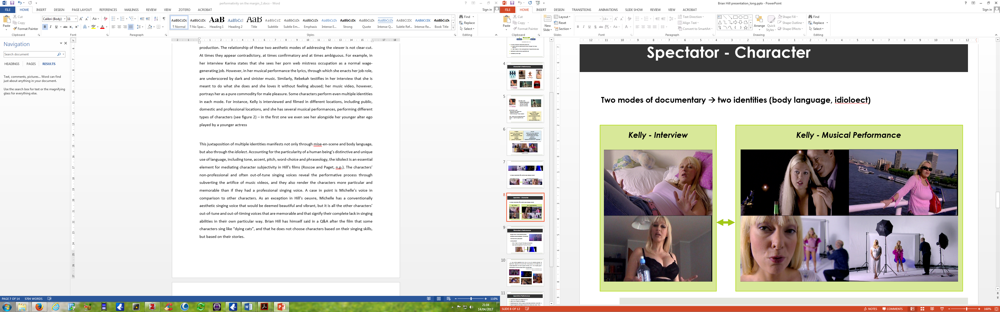 performativity on the margin_2.docx - Word
Sign in
FILE HOME INSERT DESIGN PAGE LAYOUT REFERENCES MAILINGS REVIEW VIEW ZOTERO ACROBAT
Paste
Cut
Copy
Format Painter
Clipboard
Calibri (Body) 11
Font
Paragraph
AaBbCcDc AaBbCcDc AaB AaBbCcC AaB AaBbCcC AaBbCcDc AaBbCcDc AaBbCcDc AaBbCcDc AaBbCcDc AaBbCcDc AaBbCcDc AaBbCcDc AaBbCcDc
¶ Normal ¶ No Spac... Heading 1 Heading 2 Title Subtitle Subtle Em... Emphasis Intense E... Strong Quote Intense Q... Subtle Ref... Intense Re... Book Title
Styles
Find
Replace
Select
Editing
Navigation
Search document
HEADINGS PAGES RESULTS
Text, comments, pictures... Word can find
just about anything in your document.
Use the search box for text or the magnifying
glass for everything else.
production. The relationship of these two aesthetic modes of addressing the viewer is not clear-cut.
At times they appear contradictory, at times confirmatory and at times ambiguous. For example, in
her interview Karina states that she sees her porn web mistress occupation as a normal wage-
generating job. However, in her musical performance the lyrics, through which she enacts her job role,
are underscored by dark and sinister music. Similarly, Rebekah testifies in her interview that she is
meant to do what she does and she loves it without feeling abused; her music video, however,
portrays her as a pure commodity for male pleasure. Some characters perform even multiple identities
in each mode. For instance, Kelly is interviewed and filmed in different locations, including public,
domestic and professional locations, and she has several musical performances, performing different
types of characters (see figure 2) – in the first one we even see her alongside her younger alter ego
played by a younger actress
This juxtaposition of multiple identities manifests not only through mise-en-scene and body language,
but also through the idiolect. Accounting for the particularity of a human being's distinctive and unique
use of language, including tone, accent, pitch, word-choice and phraseology, the idiolect is an essential
element for mediating character subjectivity in Hill's films (Roscoe and Paget, n.p.). The characters'
non-professional and often out-of-tune singing voices reveal the performative process through
subverting the artifice of music videos, and they also render the characters more particular and
memorable than if they had a professional singing voice. A case in point is Michelle's voice in
comparison to other characters. As an exception in Hill's oeuvre, Michelle has a conventionally
aesthetic singing voice that would be deemed beautiful and vibrant, but it is all the other characters'
out-of-tune and out-of-timing voices that are memorable and that signify their complete lack in singing
abilities in their own particular way. Brian Hill has himself said in a Q&A after the film that some
characters sing like "dying cats", and that he does not choose characters based on their singing skills,
but based on their stories.
PAGE 7 OF 14 5704 WORDS
110%
21:04
14/04/2017
Brian Hill presentation_long.pptx - PowerPoint
Sign in
FILE HOME INSERT DESIGN TRANSITIONS ANIMATIONS SLIDE SHOW REVIEW VIEW ACROBAT
Paste
Cut
Copy
Format Painter
Clipboard
New
Slide
Layout
Reset
Section
Slides
14+
Font
Text Direction
Align Text
Convert to SmartArt
Paragraph
Arrange
Quick
Styles
Shape Fill
Shape Outline
Shape Effects
Drawing
Find
Replace
Select
Editing
4
Character's Performance
5
6
7
8
Spectator - Character
9
Filmmaker's Performance
10
11
Spectators Performance
Spectator - Character
Two modes of documentary → two identities (body language, idioloect)
Kelly - Interview
Kelly - Musical Performance
SLIDE 8 OF 12
NOTES COMMENTS
160%